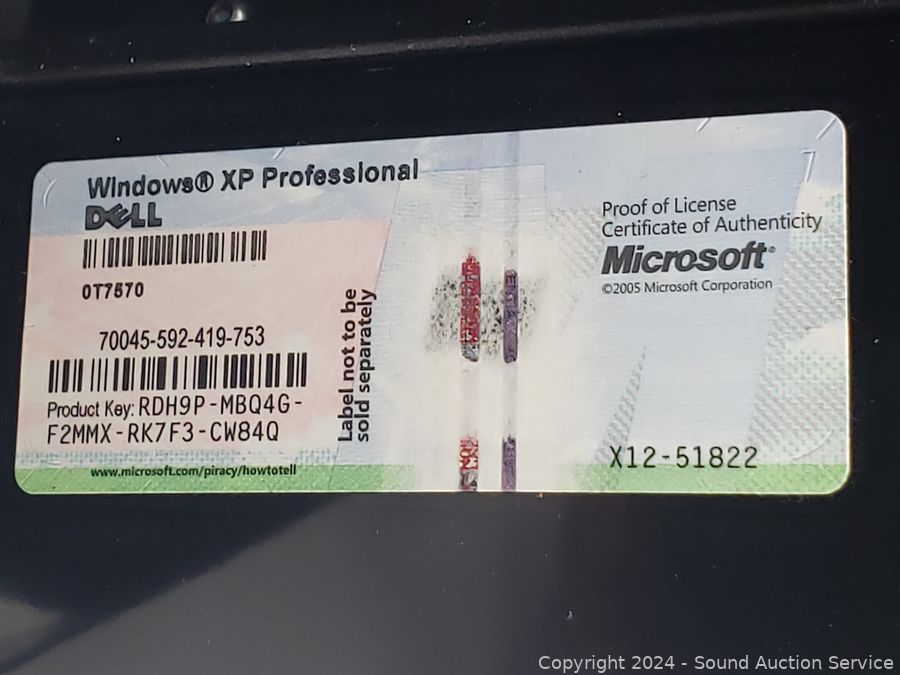 Windows® XP Professional
DELL
0T7570
70045-592-419-753
Product Key: RDH9P-MBQ4G-
F2MMX-RK7F3-CW84Q
www.microsoft.com/piracy/howtotell
Label not to be
sold separately
Proof of License
Certificate of Authenticity
Microsoft®
©2005 Microsoft Corporation
X12-51822
Copyright 2024 - Sound Auction Service